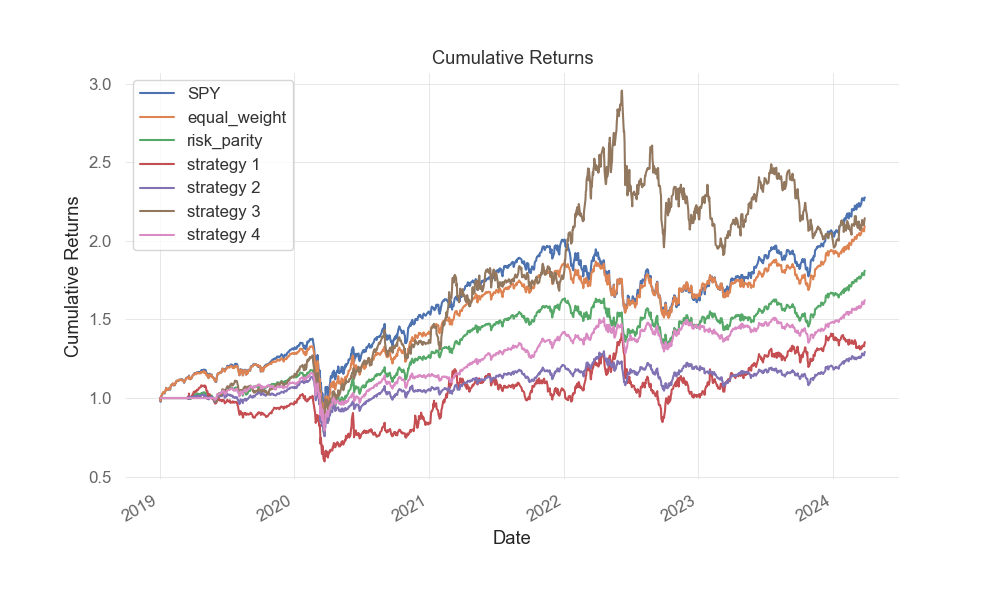 Cumulative Returns
3.0
2.5
2.0
1.5
1.0
0.5
Cumulative Returns
SPY
equal_weight
risk_parity
strategy 1
strategy 2
strategy 3
strategy 4
2019
2020
2021
2022
2023
2024
Date